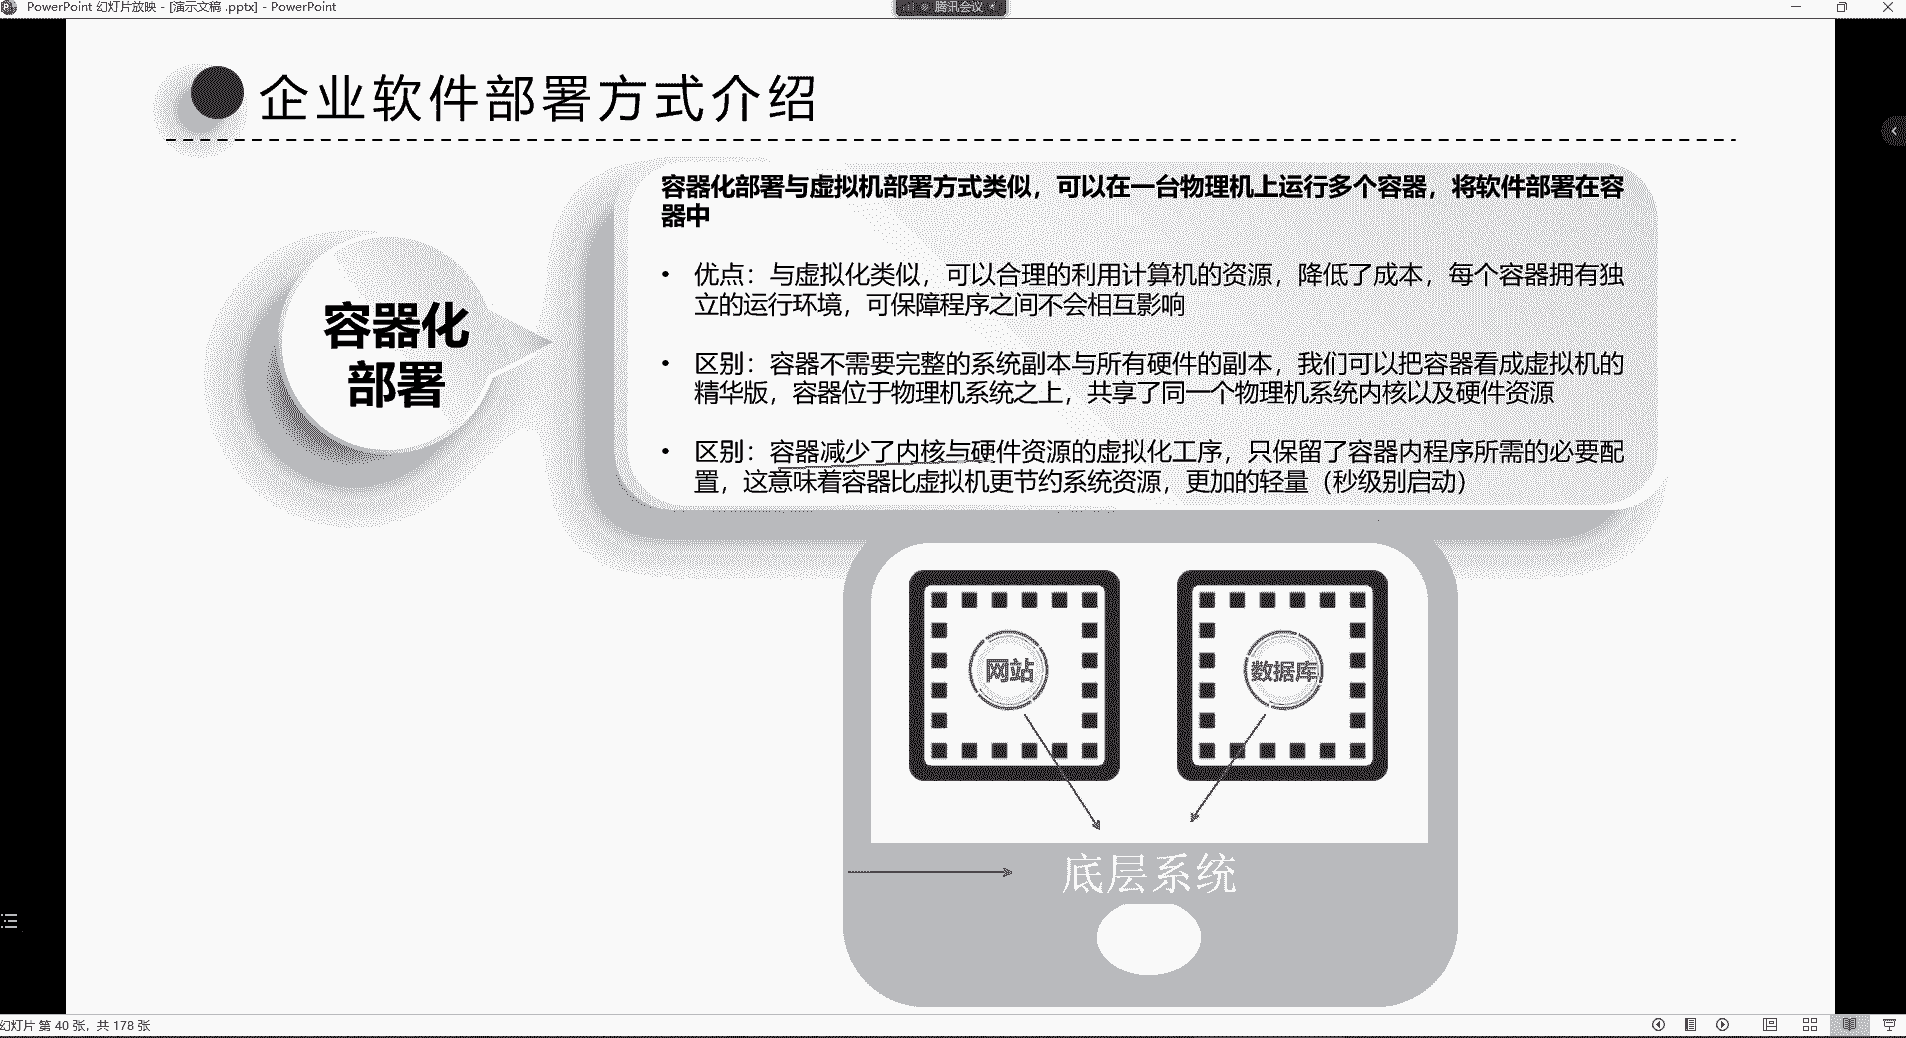 PowerPoint 幻灯片放映 - [演示文稿 .pptx] - PowerPoint
腾讯会议
企业软件部署方式介绍
容器化部署与虚拟机部署方式类似，可以在一台物理机上运行多个容器，将软件部署在容
器中
容器化
部署
• 优点：与虚拟化类似，可以合理的利用计算机的资源，降低了成本，每个容器拥有独
立的运行环境，可保障程序之间不会相互影响
• 区别：容器不需要完整的系统副本与所有硬件的副本，我们可以把容器看成虚拟机的
精华版，容器位于物理机系统之上，共享了同一个物理机系统内核以及硬件资源
• 区别：容器减少了内核与硬件资源的虚拟化工序，只保留了容器内程序所需的必要配
置，这意味着容器比虚拟机更节约系统资源，更加的轻量（秒级别启动）
网站
数据库
底层系统
幻灯片 第 40 张，共 178 张